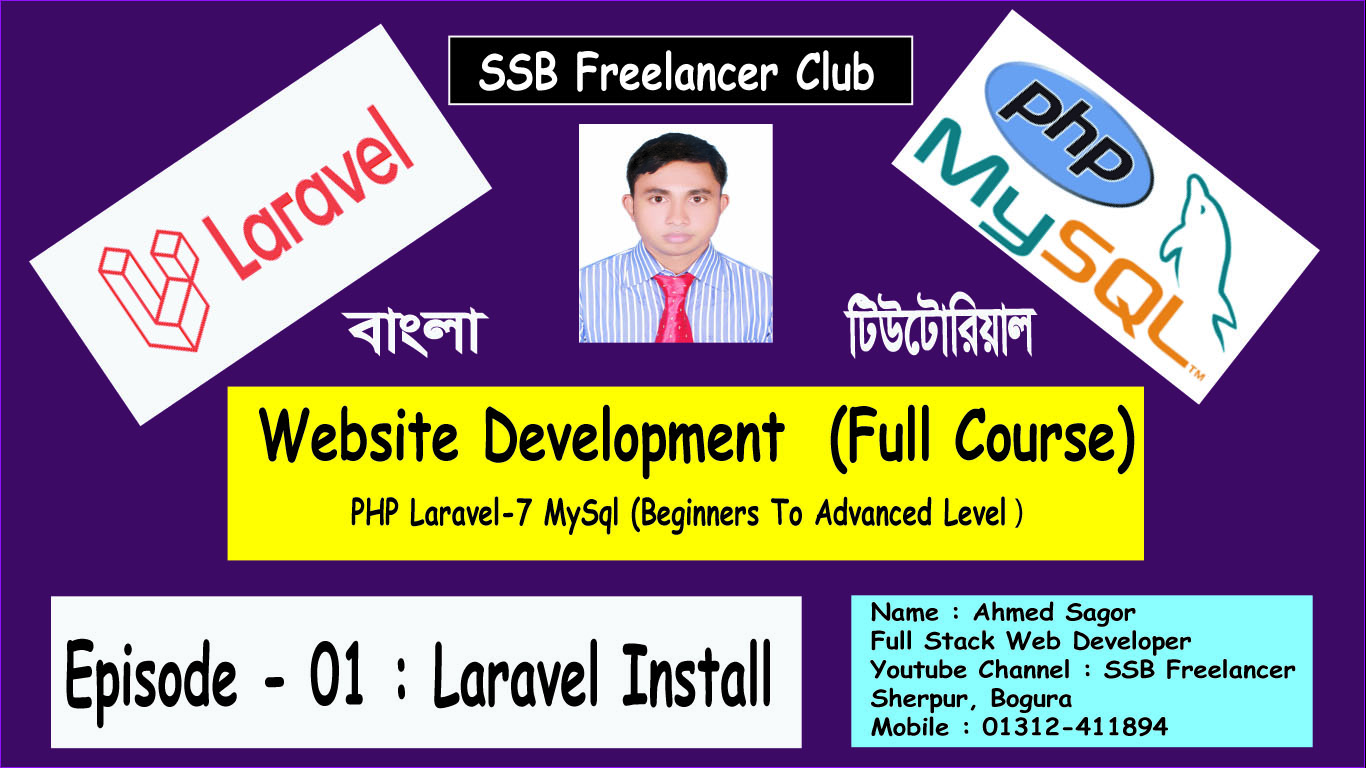 SSB Freelancer Club
Laravel
php
MySQL™
বাংলা
টিউটোরিয়াল
Website Development (Full Course)
PHP Laravel-7 MySql (Beginners To Advanced Level)
Episode - 01 : Laravel Install
Name : Ahmed Sagor
Full Stack Web Developer
Youtube Channel : SSB Freelancer
Sherpur, Bogura
Mobile : 01312-411894